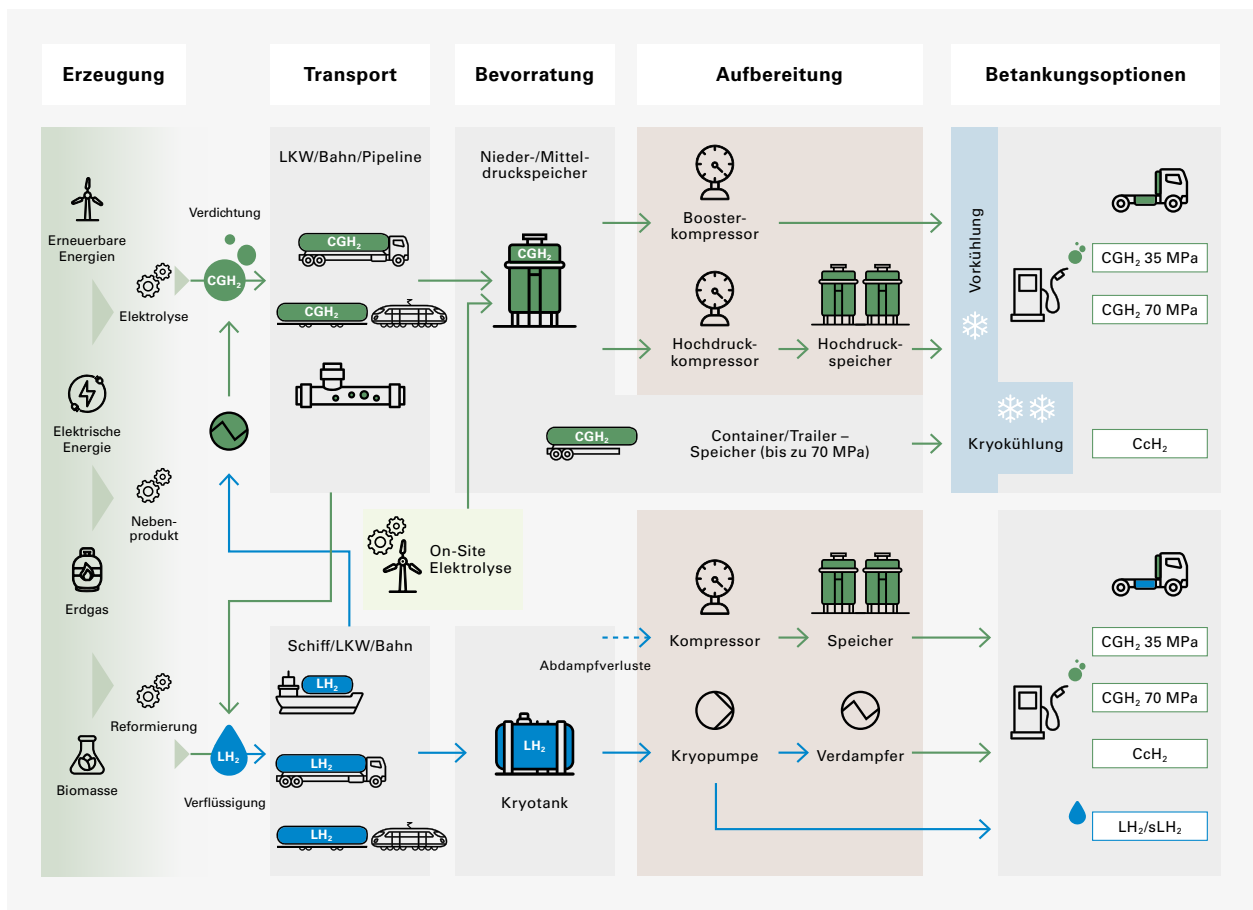 Erzeugung
Transport
Bevorratung
Aufbereitung
Betankungsoptionen
Erneuerbare
Energien
Elektrolyse
Elektrische
Energie
Neben-
produkt
Erdgas
Reformierung
Biomasse
Verdichtung
CGH₂
LH₂
Verflüssigung
LKW/Bahn/Pipeline
CGH₂
CGH₂
Schiff/LKW/Bahn
LH₂
LH₂
LH₂
Nieder-/Mittel-
druckspeicher
CGH₂
On-Site
Elektrolyse
LH₂
Kryotank
Abdampfverluste
Booster-
kompressor
Hochdruck-
kompressor
Hochdruck-
speicher
CGH₂
Container/Trailer –
Speicher (bis zu 70 MPa)
Kompressor
Speicher
Kryopumpe
Verdampfer
Vorkühlung
Kryokühlung
CGH₂ 35 MPa
CGH₂ 70 MPa
CcH₂
CGH₂ 35 MPa
CGH₂ 70 MPa
CcH₂
LH₂/sLH₂